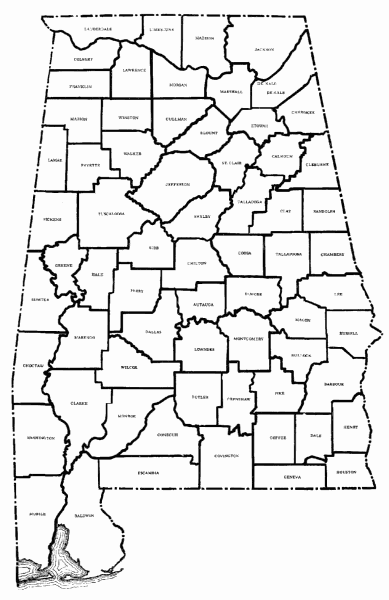 LAUDERDALE
LIMESTONE
MADISON
JACKSON
COLBERT
LAWRENCE
FRANKLIN
MORGAN
MARSHALL
DE KALB
DE KALB
MARION
WINSTON
CULLMAN
CHEROKEE
BLOUNT
ETOWAH
LAMAR
FAYETTE
WALKER
ST. CLAIR
CALHOUN
CLEBURNE
JEFFERSON
TALLADEGA
PICKENS
TUSCALOOSA
SHELBY
CLAY
RANDOLPH
BIBB
GREENE
HALE
CHILTON
COOSA
TALLAPOOSA
CHAMBERS
SUMTER
PERRY
AUTAUGA
ELMORE
LEE
MACON
RUSSELL
DALLAS
MARENGO
LOWNDES
MONTGOMERY
BULLOCK
CHOCTAW
WILCOX
BARBOUR
CLARKE
BUTLER
CRENSHAW
PIKE
MONROE
HENRY
WASHINGTON
CONECUH
COFFEE
DALE
COVINGTON
ESCAMBIA
GENEVA
HOUSTON
MOBILE
BALDWIN